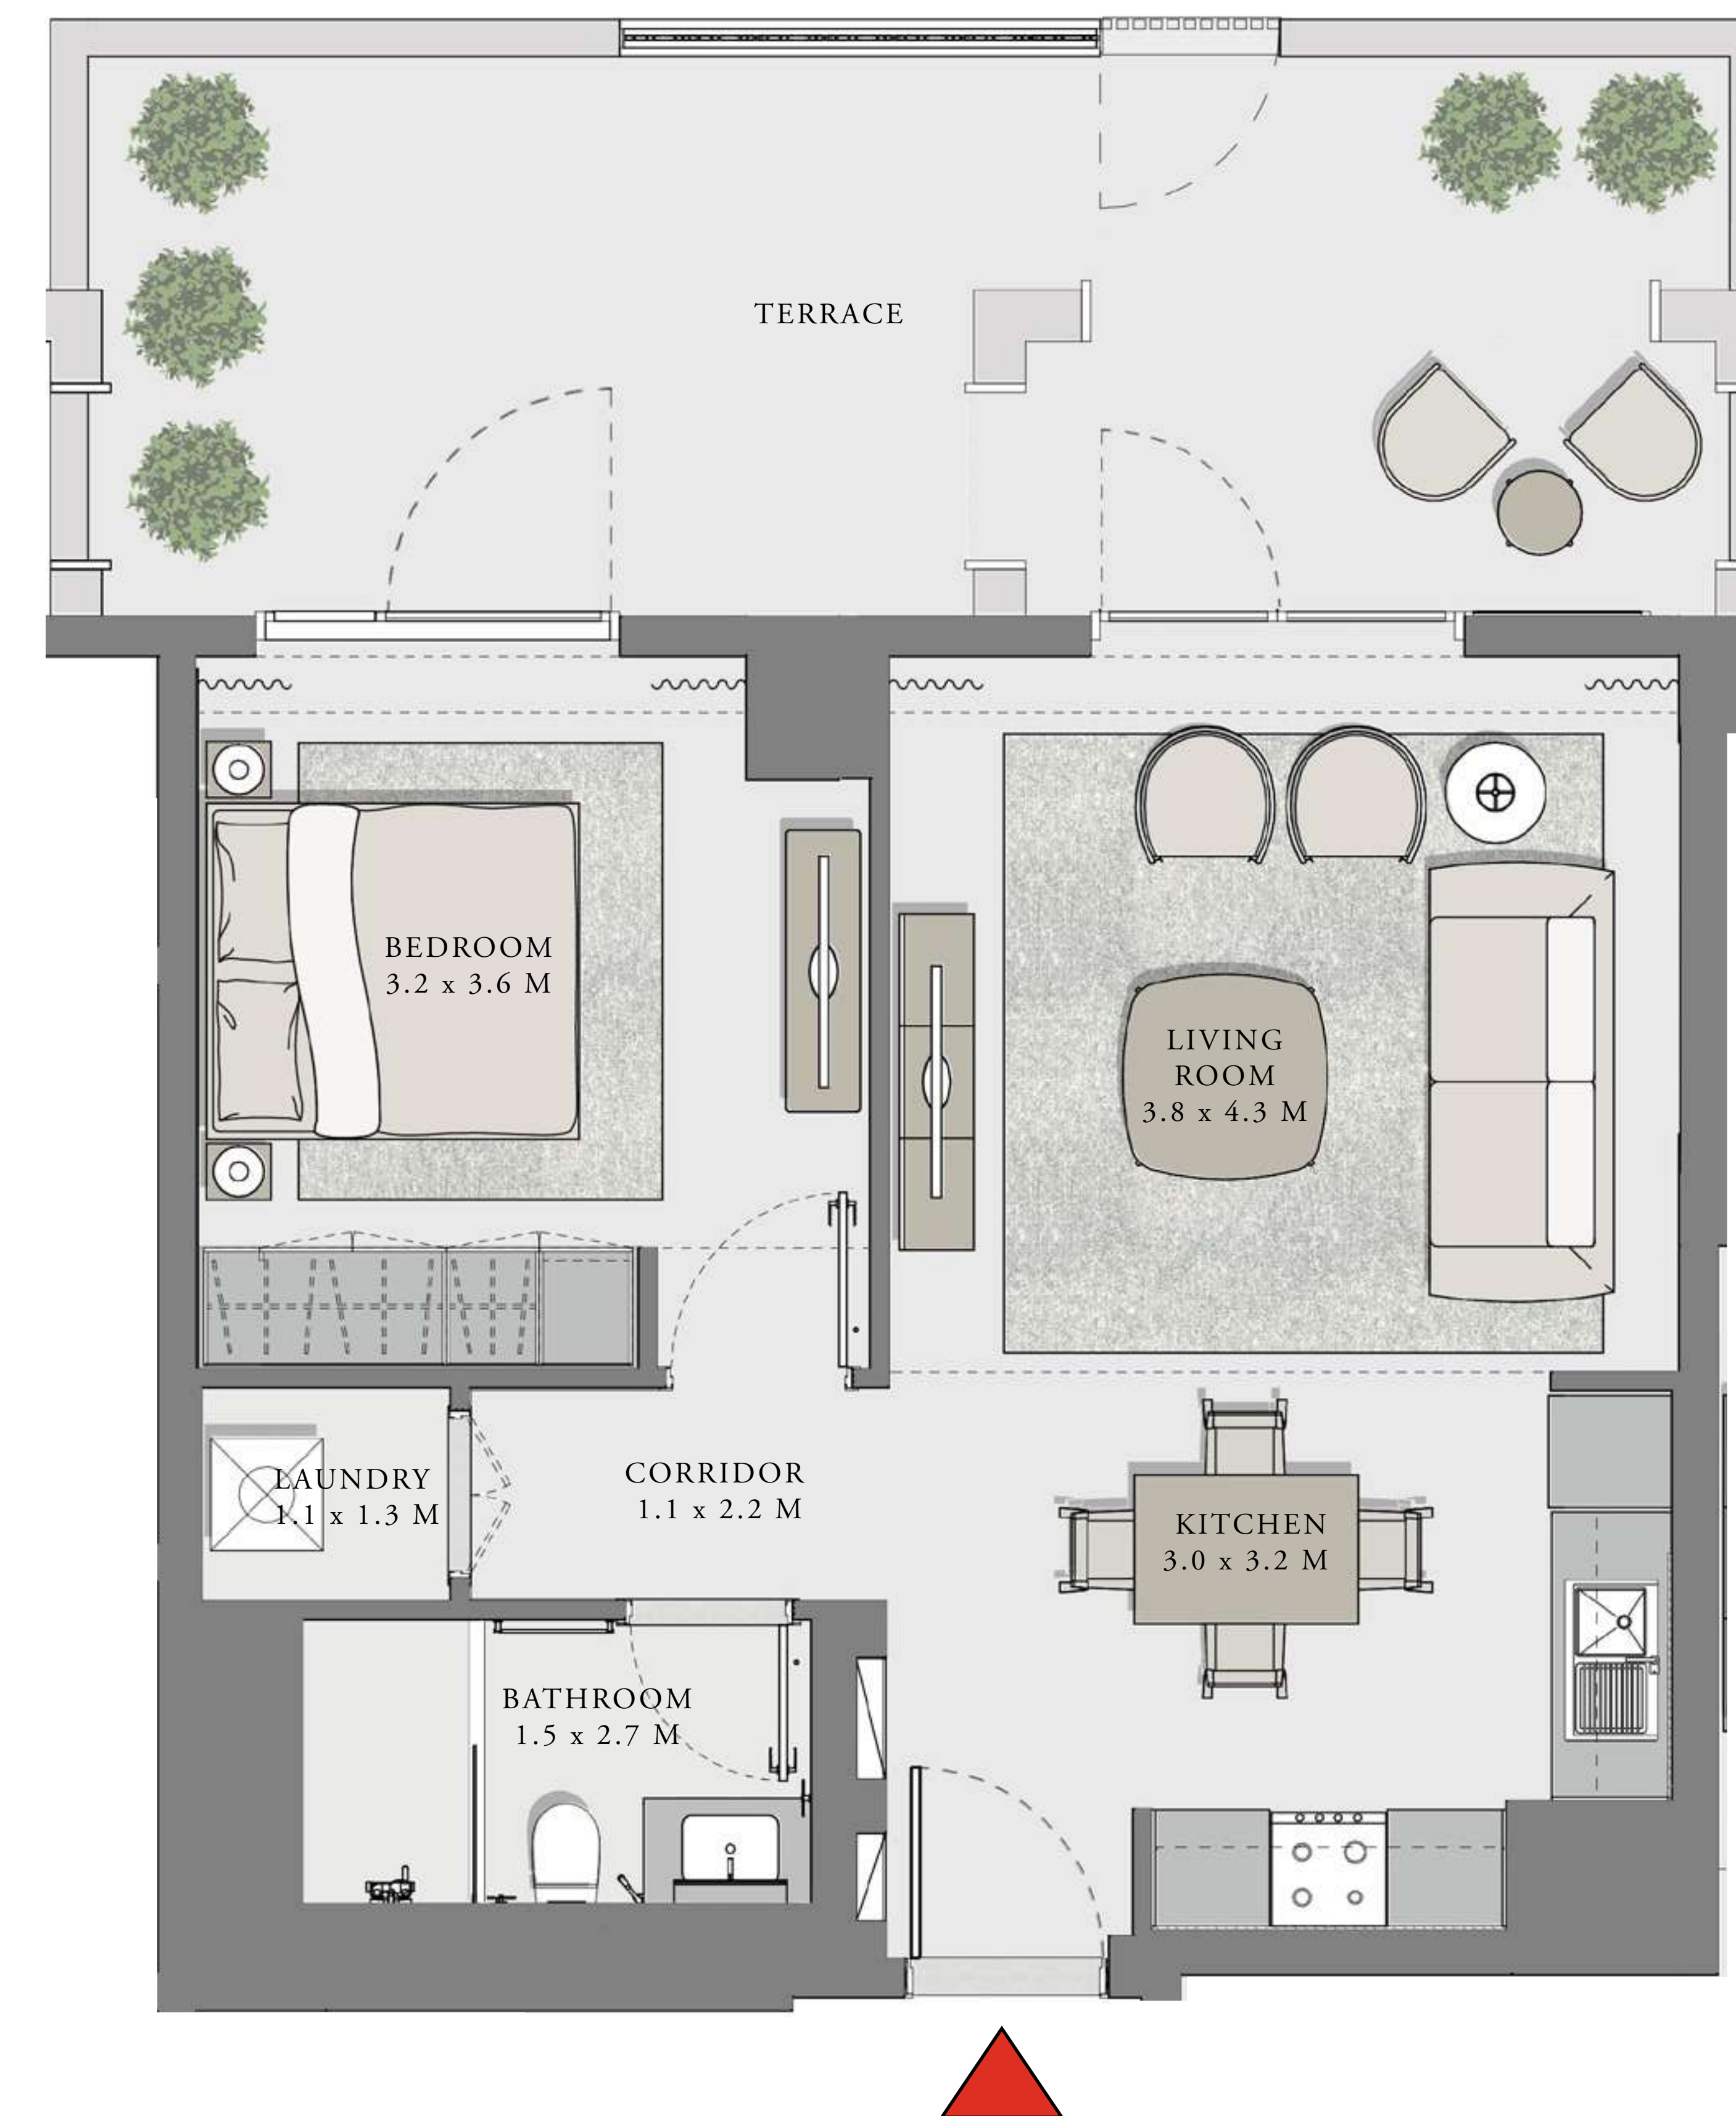 TERRACE
BEDROOM
3.2 x 3.6 M
LIVING
ROOM
3.8 x 4.3 M
LAUNDRY
1.1 x 1.3 M
CORRIDOR
1.1 x 2.2 M
KITCHEN
3.0 x 3.2 M
BATHROOM
1.5 x 2.7 M